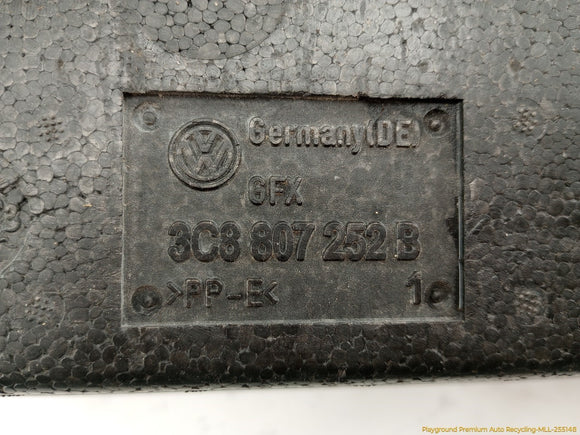 Germany(DE)
GFX
3C8 807 252 B
>PP-E< 1
Playground Premium Auto Recycling-MLL-255148